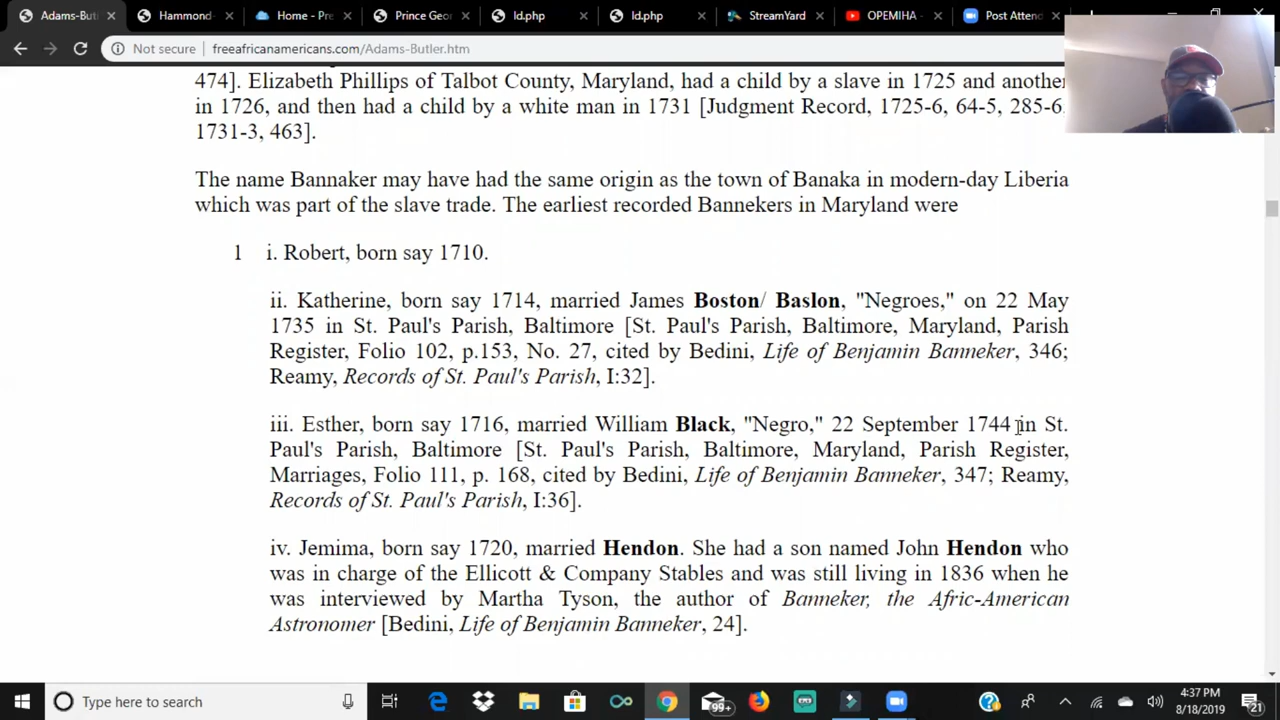 Adams-But
Hammond-
Home - Pre
Prince Geor
ld.php
ld.php
StreamYard
OPEMIHA
Post Attend
Not secure
freeafricanamericans.com/Adams-Butler.htm
474]. Elizabeth Phillips of Talbot County, Maryland, had a child by a slave in 1725 and another
in 1726, and then had a child by a white man in 1731 [Judgment Record, 1725-6, 64-5, 285-6,
1731-3, 463].
The name Bannaker may have had the same origin as the town of Banaka in modern-day Liberia
which was part of the slave trade. The earliest recorded Bannekers in Maryland were
1 i. Robert, born say 1710.
ii. Katherine, born say 1714, married James Boston/ Baslon, "Negroes," on 22 May
1735 in St. Paul's Parish, Baltimore [St. Paul's Parish, Baltimore, Maryland, Parish
Register, Folio 102, p.153, No. 27, cited by Bedini, Life of Benjamin Banneker, 346;
Reamy, Records of St. Paul's Parish, I:32].
iii. Esther, born say 1716, married William Black, "Negro," 22 September 1744 in St.
Paul's Parish, Baltimore [St. Paul's Parish, Baltimore, Maryland, Parish Register,
Marriages, Folio 111, p. 168, cited by Bedini, Life of Benjamin Banneker, 347; Reamy,
Records of St. Paul's Parish, I:36].
iv. Jemima, born say 1720, married Hendon. She had a son named John Hendon who
was in charge of the Ellicott & Company Stables and was still living in 1836 when he
was interviewed by Martha Tyson, the author of Banneker, the Afric-American
Astronomer [Bedini, Life of Benjamin Banneker, 24].
Type here to search
99+
4:37 PM
8/18/2019
21